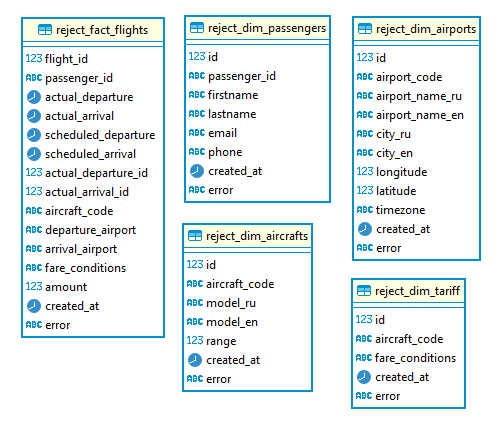 reject_fact_flights
123 flight_id
ABC passenger_id
actual_departure
actual_arrival
scheduled_departure
scheduled_arrival
123 actual_departure_id
123 actual_arrival_id
ABC aircraft_code
ABC departure_airport
ABC arrival_airport
ABC fare_conditions
123 amount
created_at
ABC error
reject_dim_passengers
123 id
ABC passenger_id
ABC firstname
ABC lastname
ABC email
ABC phone
created_at
ABC error
reject_dim_airports
123 id
ABC airport_code
ABC airport_name_ru
ABC airport_name_en
ABC city_ru
ABC city_en
123 longitude
123 latitude
ABC timezone
created_at
ABC error
reject_dim_aircrafts
123 id
ABC aircraft_code
ABC model_ru
ABC model_en
123 range
created_at
ABC error
reject_dim_tariff
123 id
ABC aircraft_code
ABC fare_conditions
created_at
ABC error